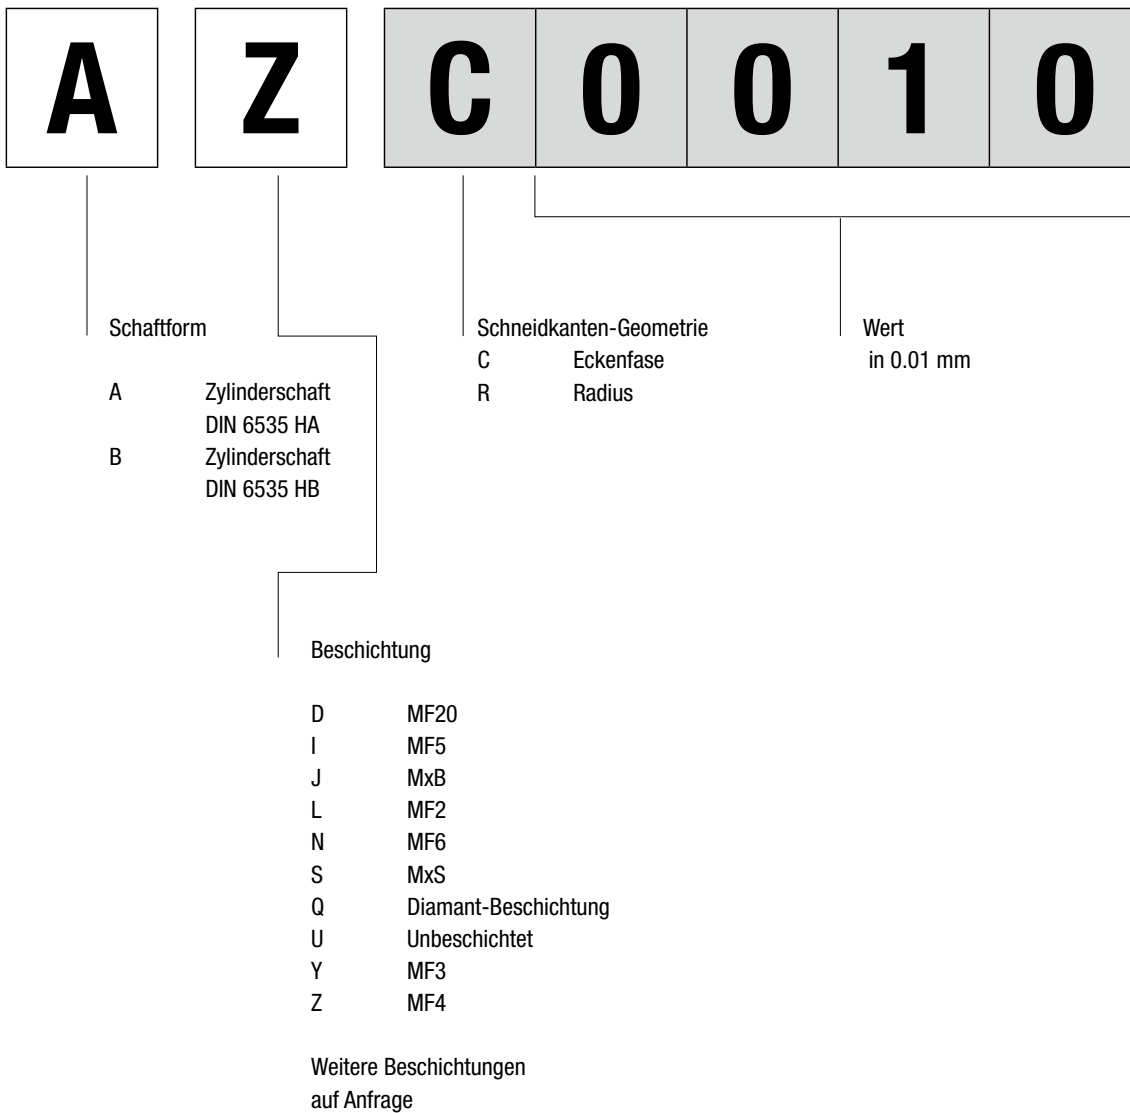 A Z C 0 0 1 0
Schaftform
A Zylinderschaft
DIN 6535 HA
B Zylinderschaft
DIN 6535 HB
Schneidkanten-Geometrie
C Eckenfase
R Radius
Wert
in 0.01 mm
Beschichtung
D MF20
I MF5
J MxB
L MF2
N MF6
S MxS
Q Diamant-Beschichtung
U Unbeschichtet
Y MF3
Z MF4
Weitere Beschichtungen
auf Anfrage